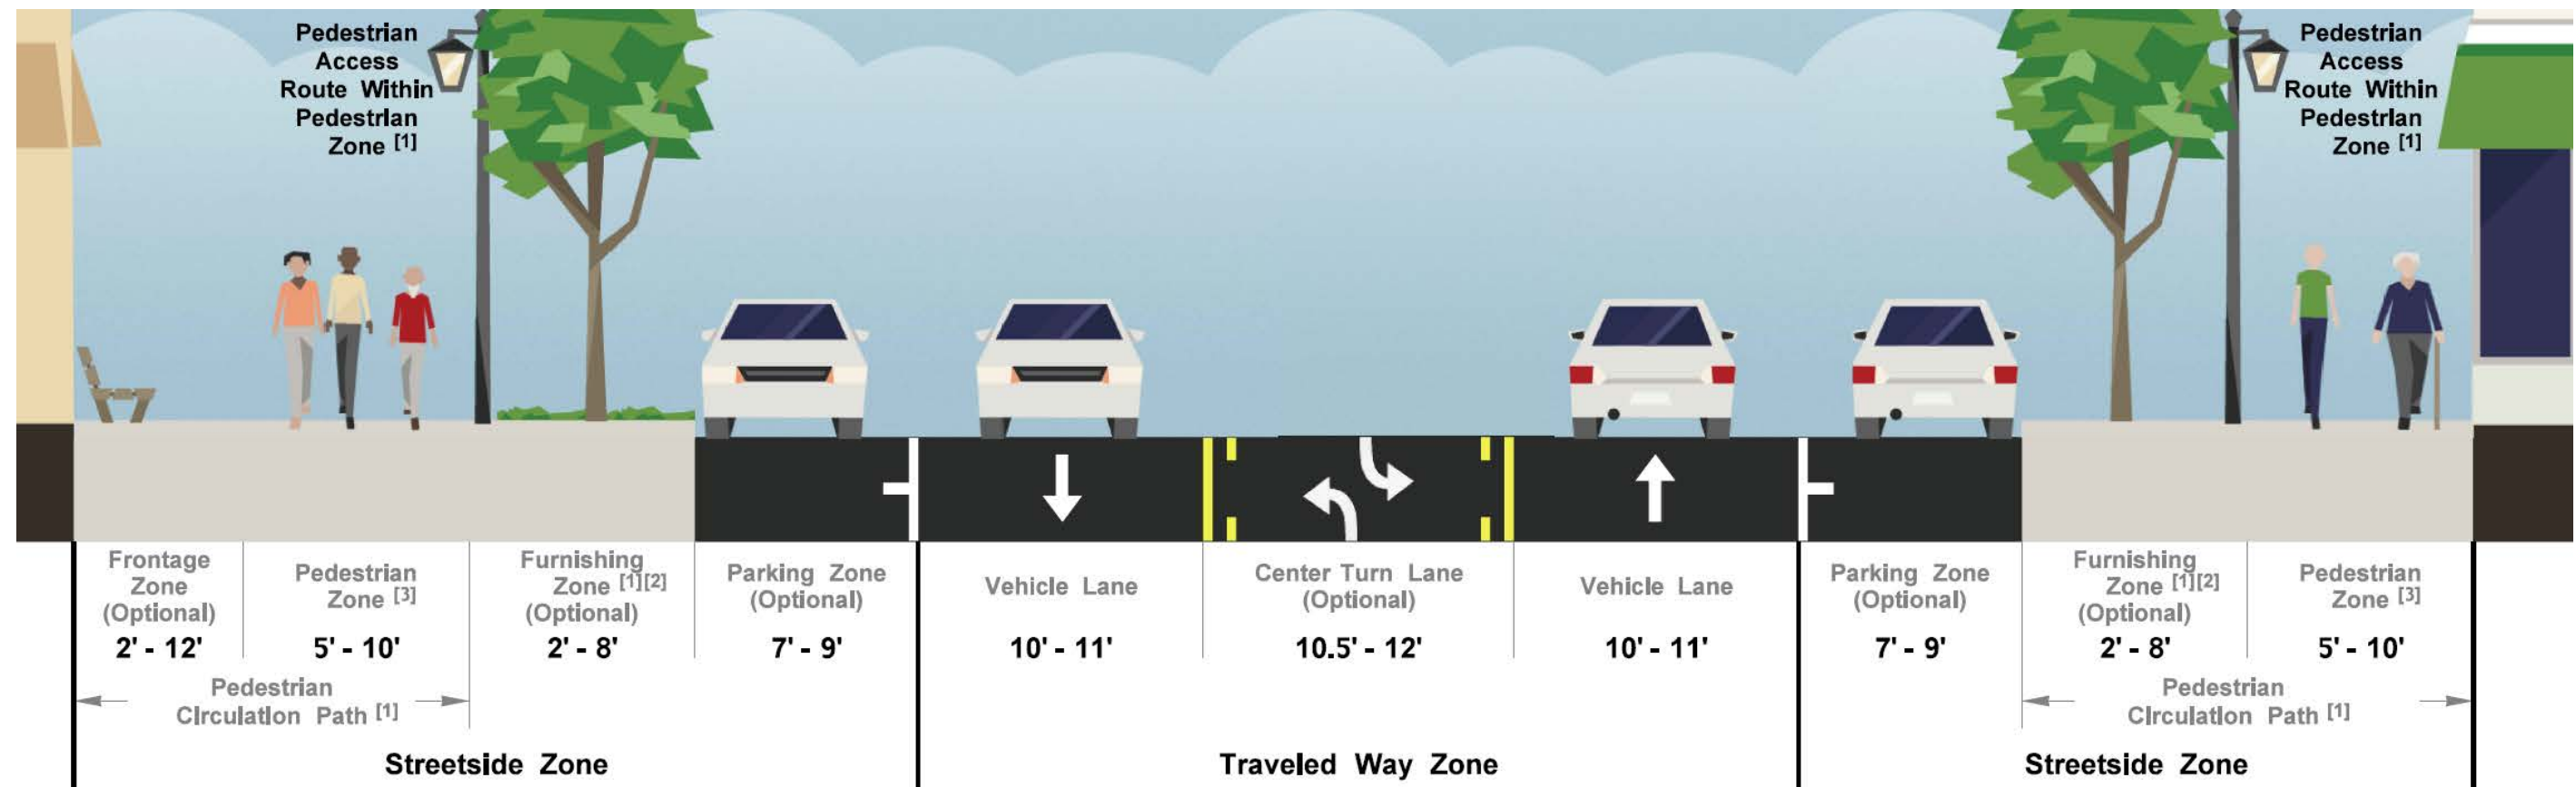 Pedestrian
Access
Route Within
Pedestrian
Zone [1]
Pedestrian
Access
Route Within
Pedestrian
Zone [1]
Frontage
Zone
(Optional)
2' - 12'
Pedestrian
Zone [3]
5' - 10'
Furnishing
Zone [1][2]
(Optional)
2' - 8'
Parking Zone
(Optional)
7' - 9'
Vehicle Lane
10' - 11'
Center Turn Lane
(Optional)
10.5' - 12'
Vehicle Lane
10' - 11'
Parking Zone
(Optional)
7' - 9'
Furnishing
Zone [1][2]
(Optional)
2' - 8'
Pedestrian
Zone [3]
5' - 10'
Pedestrian
Circulation Path [1]
Pedestrian
Circulation Path [1]
Streetside Zone
Traveled Way Zone
Streetside Zone